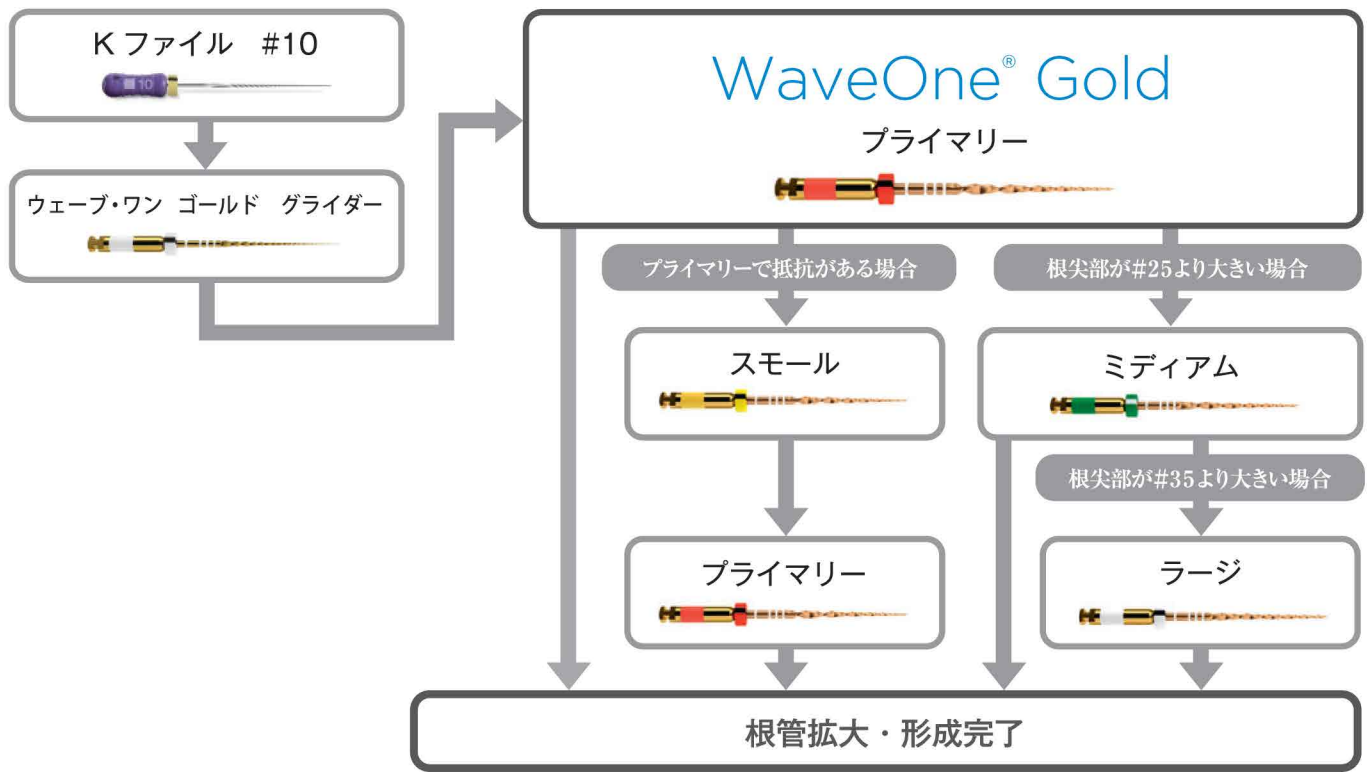 K ファイル #10
10
ウェーブ・ワン ゴールド グライダー
WaveOne® Gold
プライマリー
プライマリーで抵抗がある場合
根尖部が#25より大きい場合
スモール
ミディアム
根尖部が#35より大きい場合
プライマリー
ラージ
根管拡大・形成完了